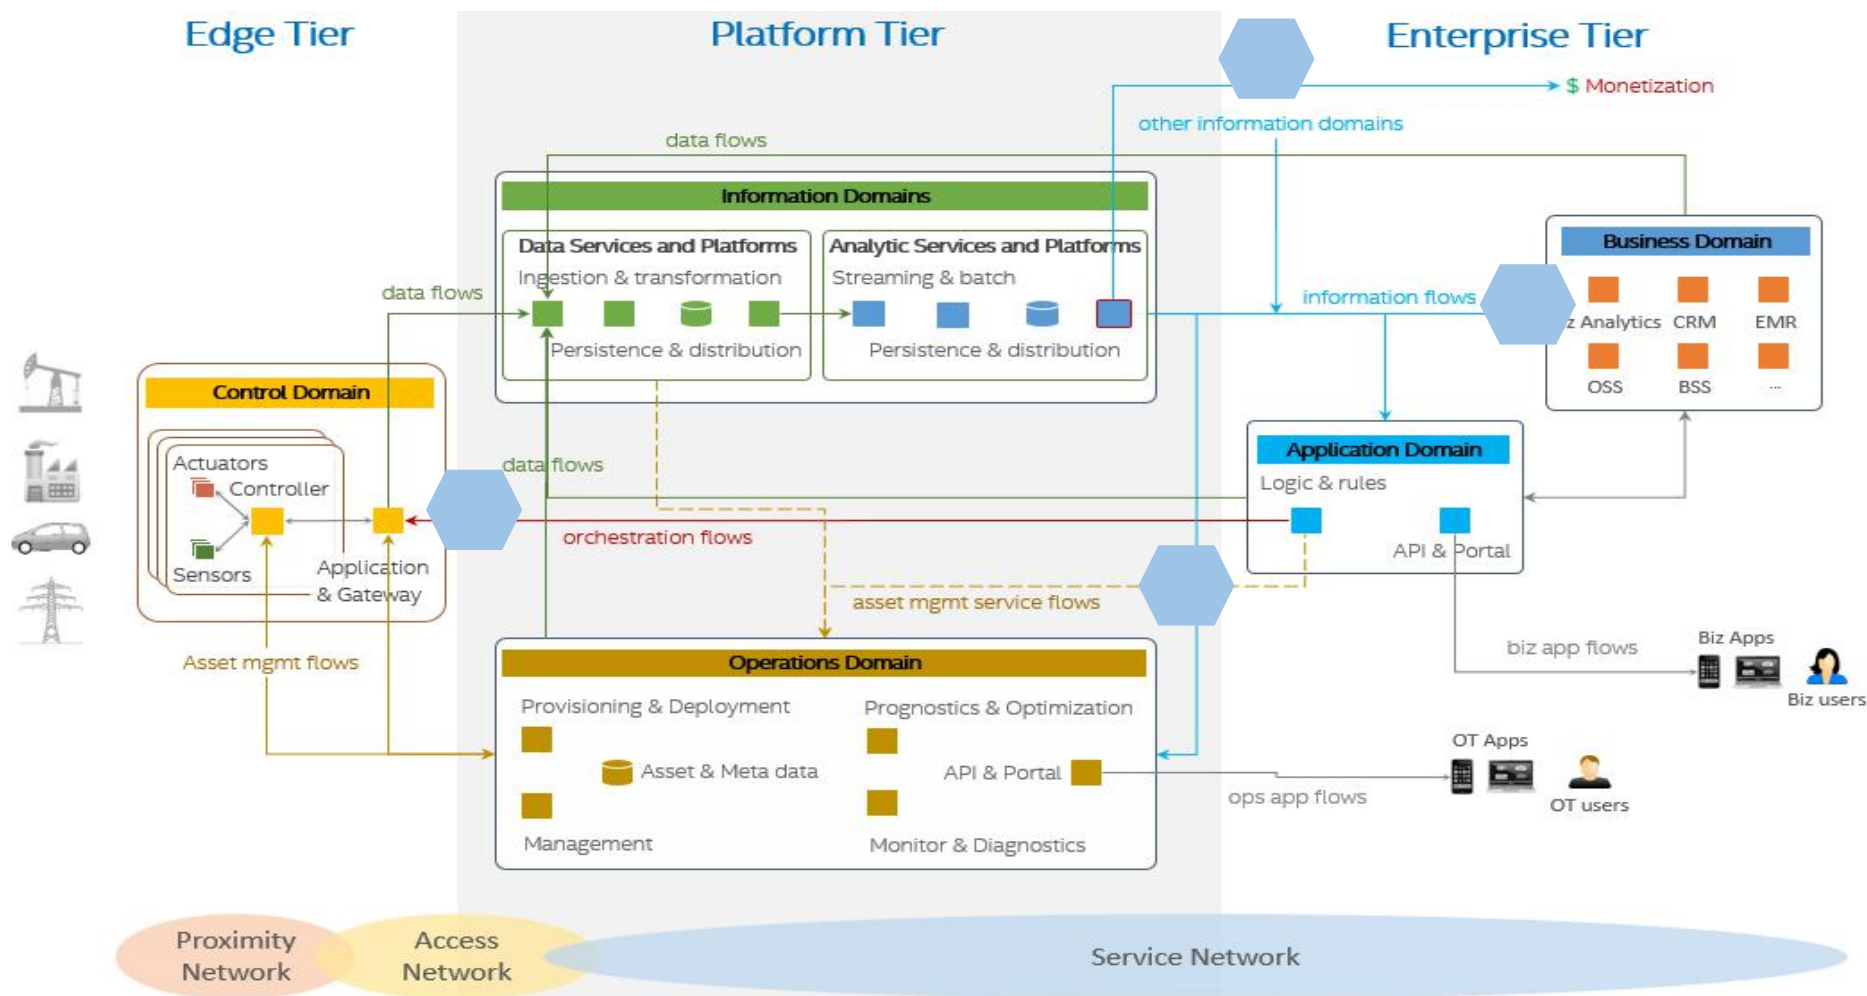 Edge Tier
Platform Tier
Enterprise Tier
$ Monetization
other information domains
data flows
Information Domains
Data Services and Platforms
Ingestion & transformation
Persistence & distribution
Analytic Services and Platforms
Streaming & batch
Persistence & distribution
data flows
information flows
Business Domain
Analytics
CRM
EMR
OSS
BSS
...
Control Domain
Actuators
Controller
Sensors
Application
& Gateway
data flows
orchestration flows
Application Domain
Logic & rules
API & Portal
asset mgmt service flows
Asset mgmt flows
Operations Domain
Provisioning & Deployment
Prognostics & Optimization
Asset & Meta data
API & Portal
Management
Monitor & Diagnostics
biz app flows
Biz Apps
Biz users
OT Apps
ops app flows
OT users
Proximity
Network
Access
Network
Service Network